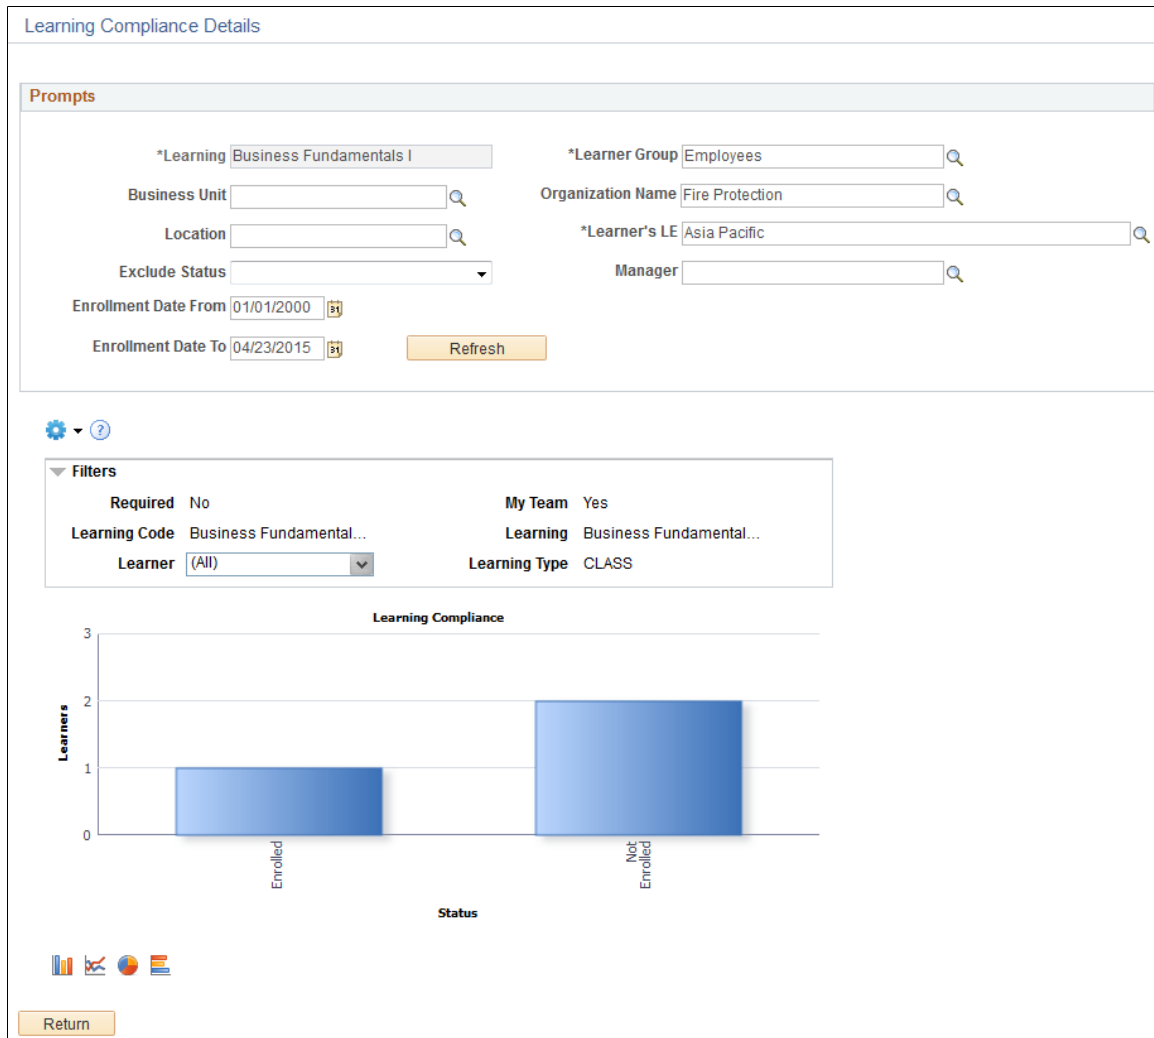 Learning Compliance Details
Prompts
*Learning Business Fundamentals I *Learner Group Employees
Business Unit Organization Name Fire Protection
Location *Learner's LE Asia Pacific
Exclude Status Manager
Enrollment Date From 01/01/2000 31
Enrollment Date To 04/23/2015 31 Refresh
?
Filters
Required No My Team Yes
Learning Code Business Fundamental... Learning Business Fundamental...
Learner (All) Learning Type CLASS
Learning Compliance
3
2
1
0
Learners
Enrolled
Not
Enrolled
Status
Return